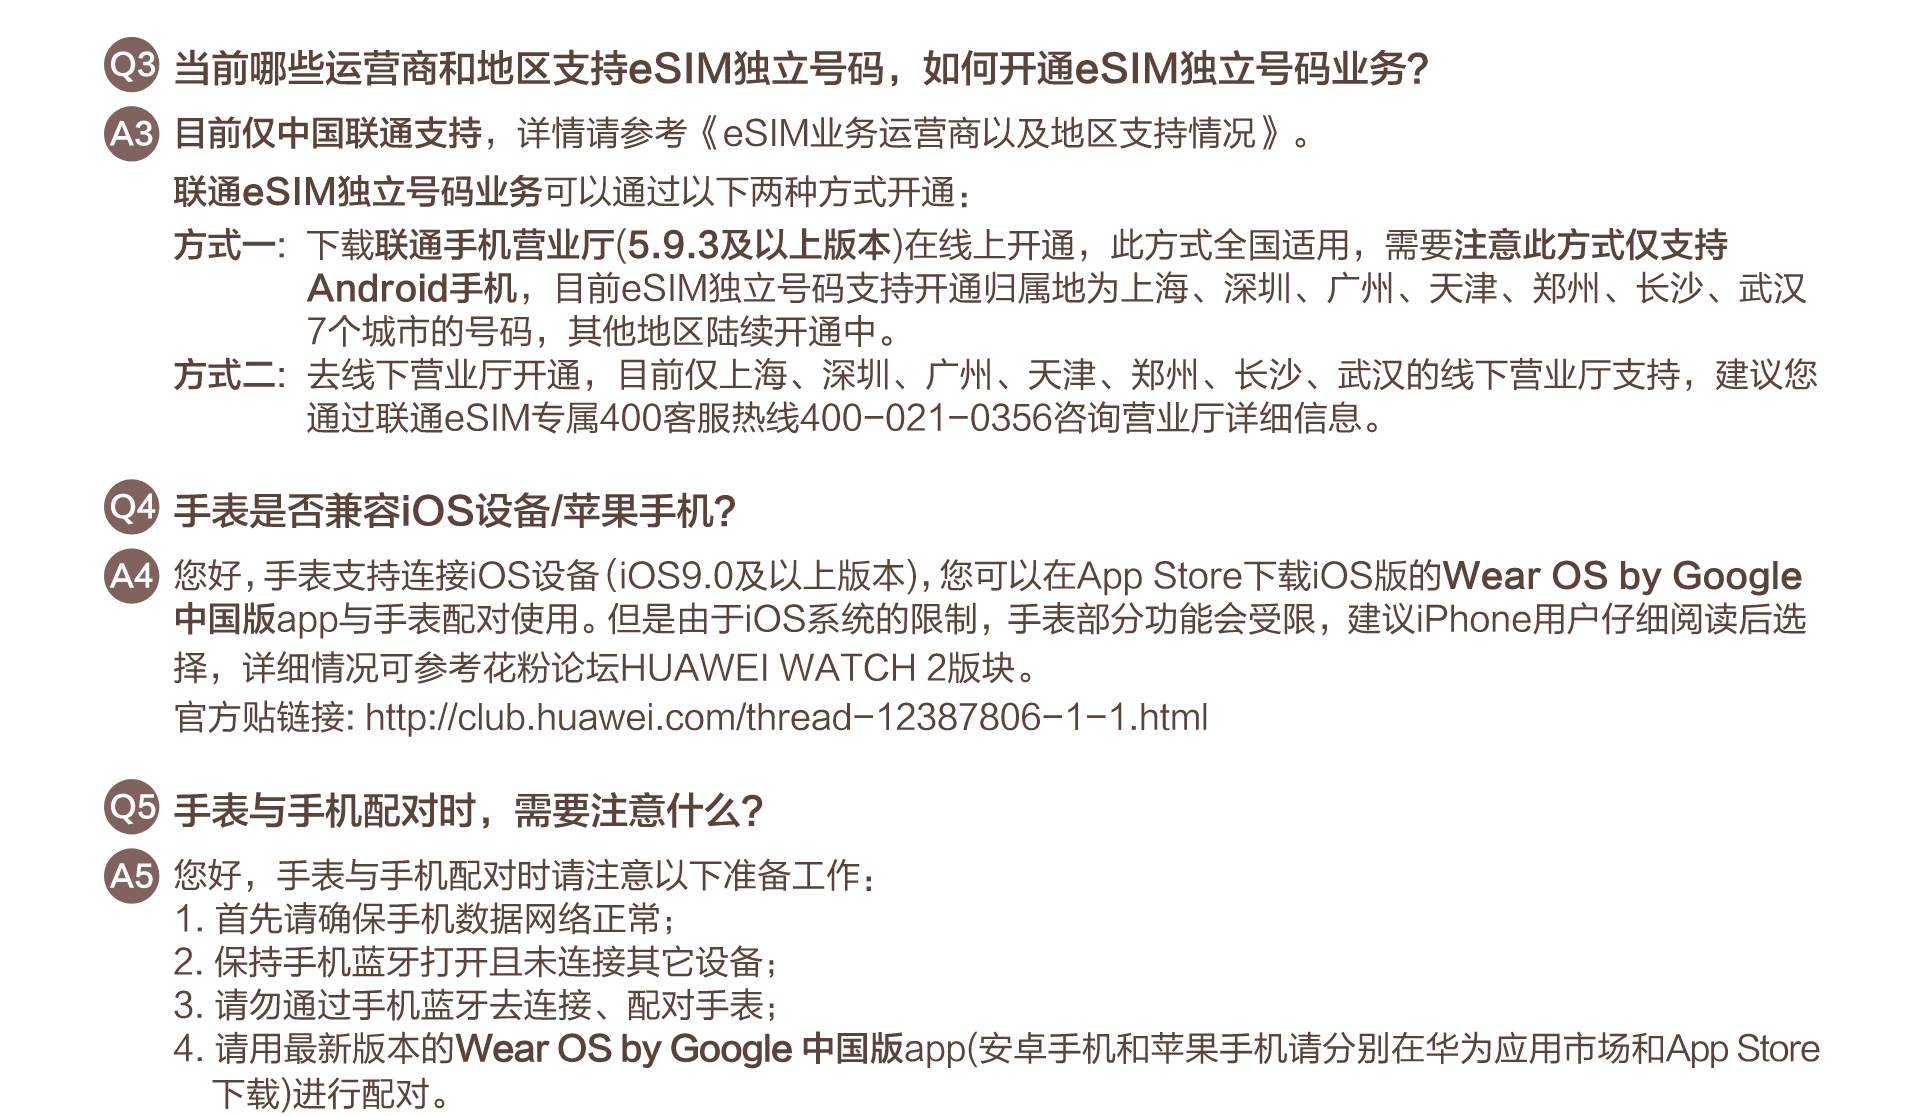 Q3 当前哪些运营商和地区支持eSIM独立号码，如何开通eSIM独立号码业务?
A3 目前仅中国联通支持，详情请参考《eSIM业务运营商以及地区支持情况》。
联通eSIM独立号码业务可以通过以下两种方式开通：
方式一: 下载联通手机营业厅(5.9.3及以上版本)在线上开通，此方式全国适用，需要注意此方式仅支持
Android手机，目前eSIM独立号码支持开通归属地为上海、深圳、广州、天津、郑州、长沙、武汉
7个城市的号码，其他地区陆续开通中。
方式二: 去线下营业厅开通，目前仅上海、深圳、广州、天津、郑州、长沙、武汉的线下营业厅支持，建议您
通过联通eSIM专属400客服热线400-021-0356咨询营业厅详细信息。
Q4 手表是否兼容iOS设备/苹果手机?
A4 您好,手表支持连接iOS设备(iOS9.0及以上版本),您可以在App Store下载iOS版的Wear OS by Google
中国版app与手表配对使用。但是由于iOS系统的限制，手表部分功能会受限，建议iPhone用户仔细阅读后选
择，详细情况可参考花粉论坛HUAWEI WATCH 2版块。
官方贴链接: http://club.huawei.com/thread-12387806-1-1.html
Q5 手表与手机配对时，需要注意什么?
A5 您好，手表与手机配对时请注意以下准备工作：
1. 首先请确保手机数据网络正常；
2. 保持手机蓝牙打开且未连接其它设备；
3. 请勿通过手机蓝牙去连接、配对手表；
4. 请用最新版本的Wear OS by Google 中国版app(安卓手机和苹果手机请分别在华为应用市场和App Store
下载)进行配对。